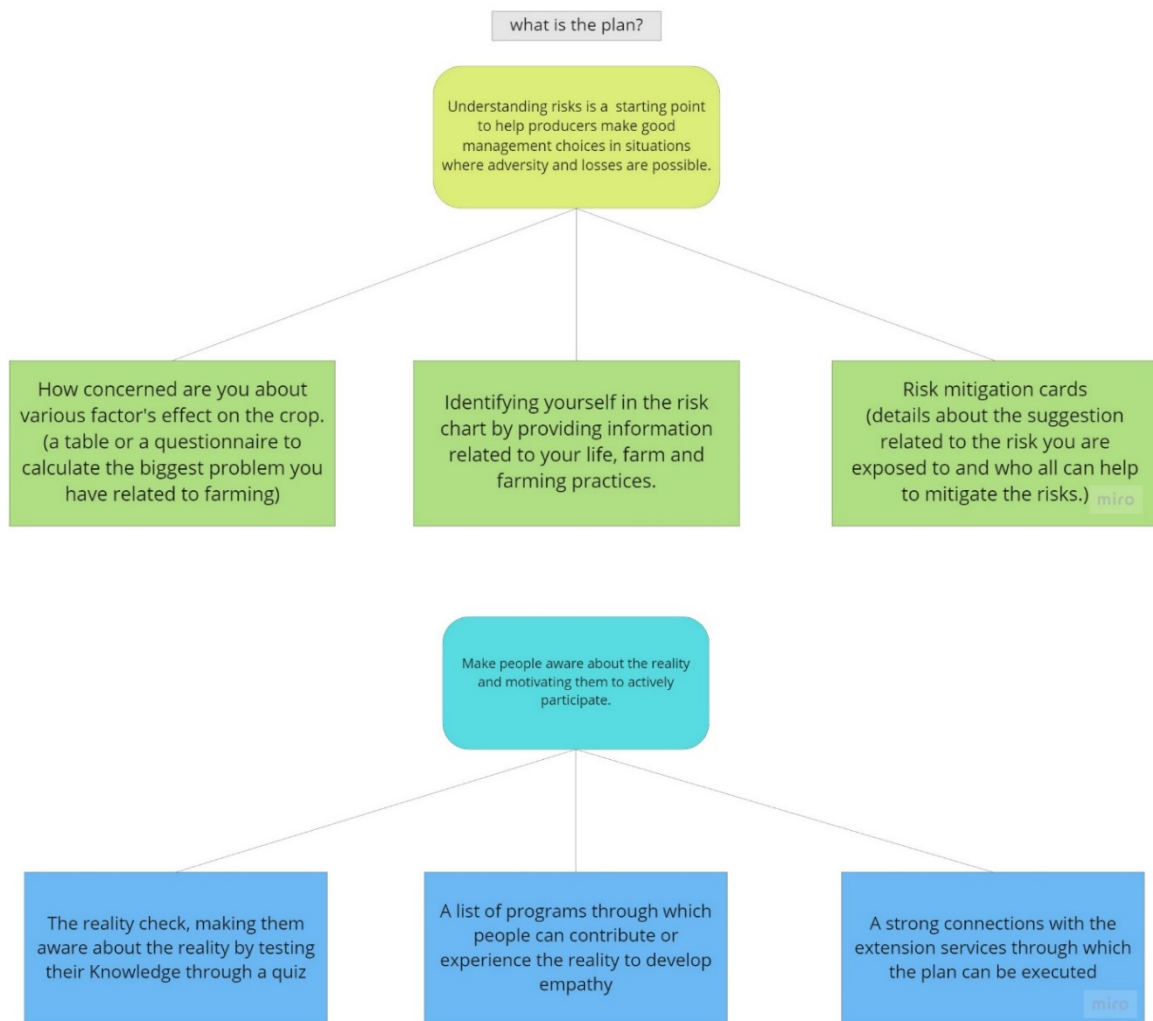 what is the plan?
Understanding risks is a starting point
to help producers make good
management choices in situations
where adversity and losses are possible.
How concerned are you about
various factor's effect on the crop.
(a table or a questionnaire to
calculate the biggest problem you
have related to farming)
Identifying yourself in the risk
chart by providing information
related to your life, farm and
farming practices.
Risk mitigation cards
(details about the suggestion
related to the risk you are
exposed to and who all can help
to mitigate the risks.)
miro
Make people aware about the reality
and motivating them to actively
participate.
The reality check, making them
aware about the reality by testing
their Knowledge through a quiz
A list of programs through which
people can contribute or
experience the reality to develop
empathy
A strong connections with the
extension services through which
the plan can be executed
miro